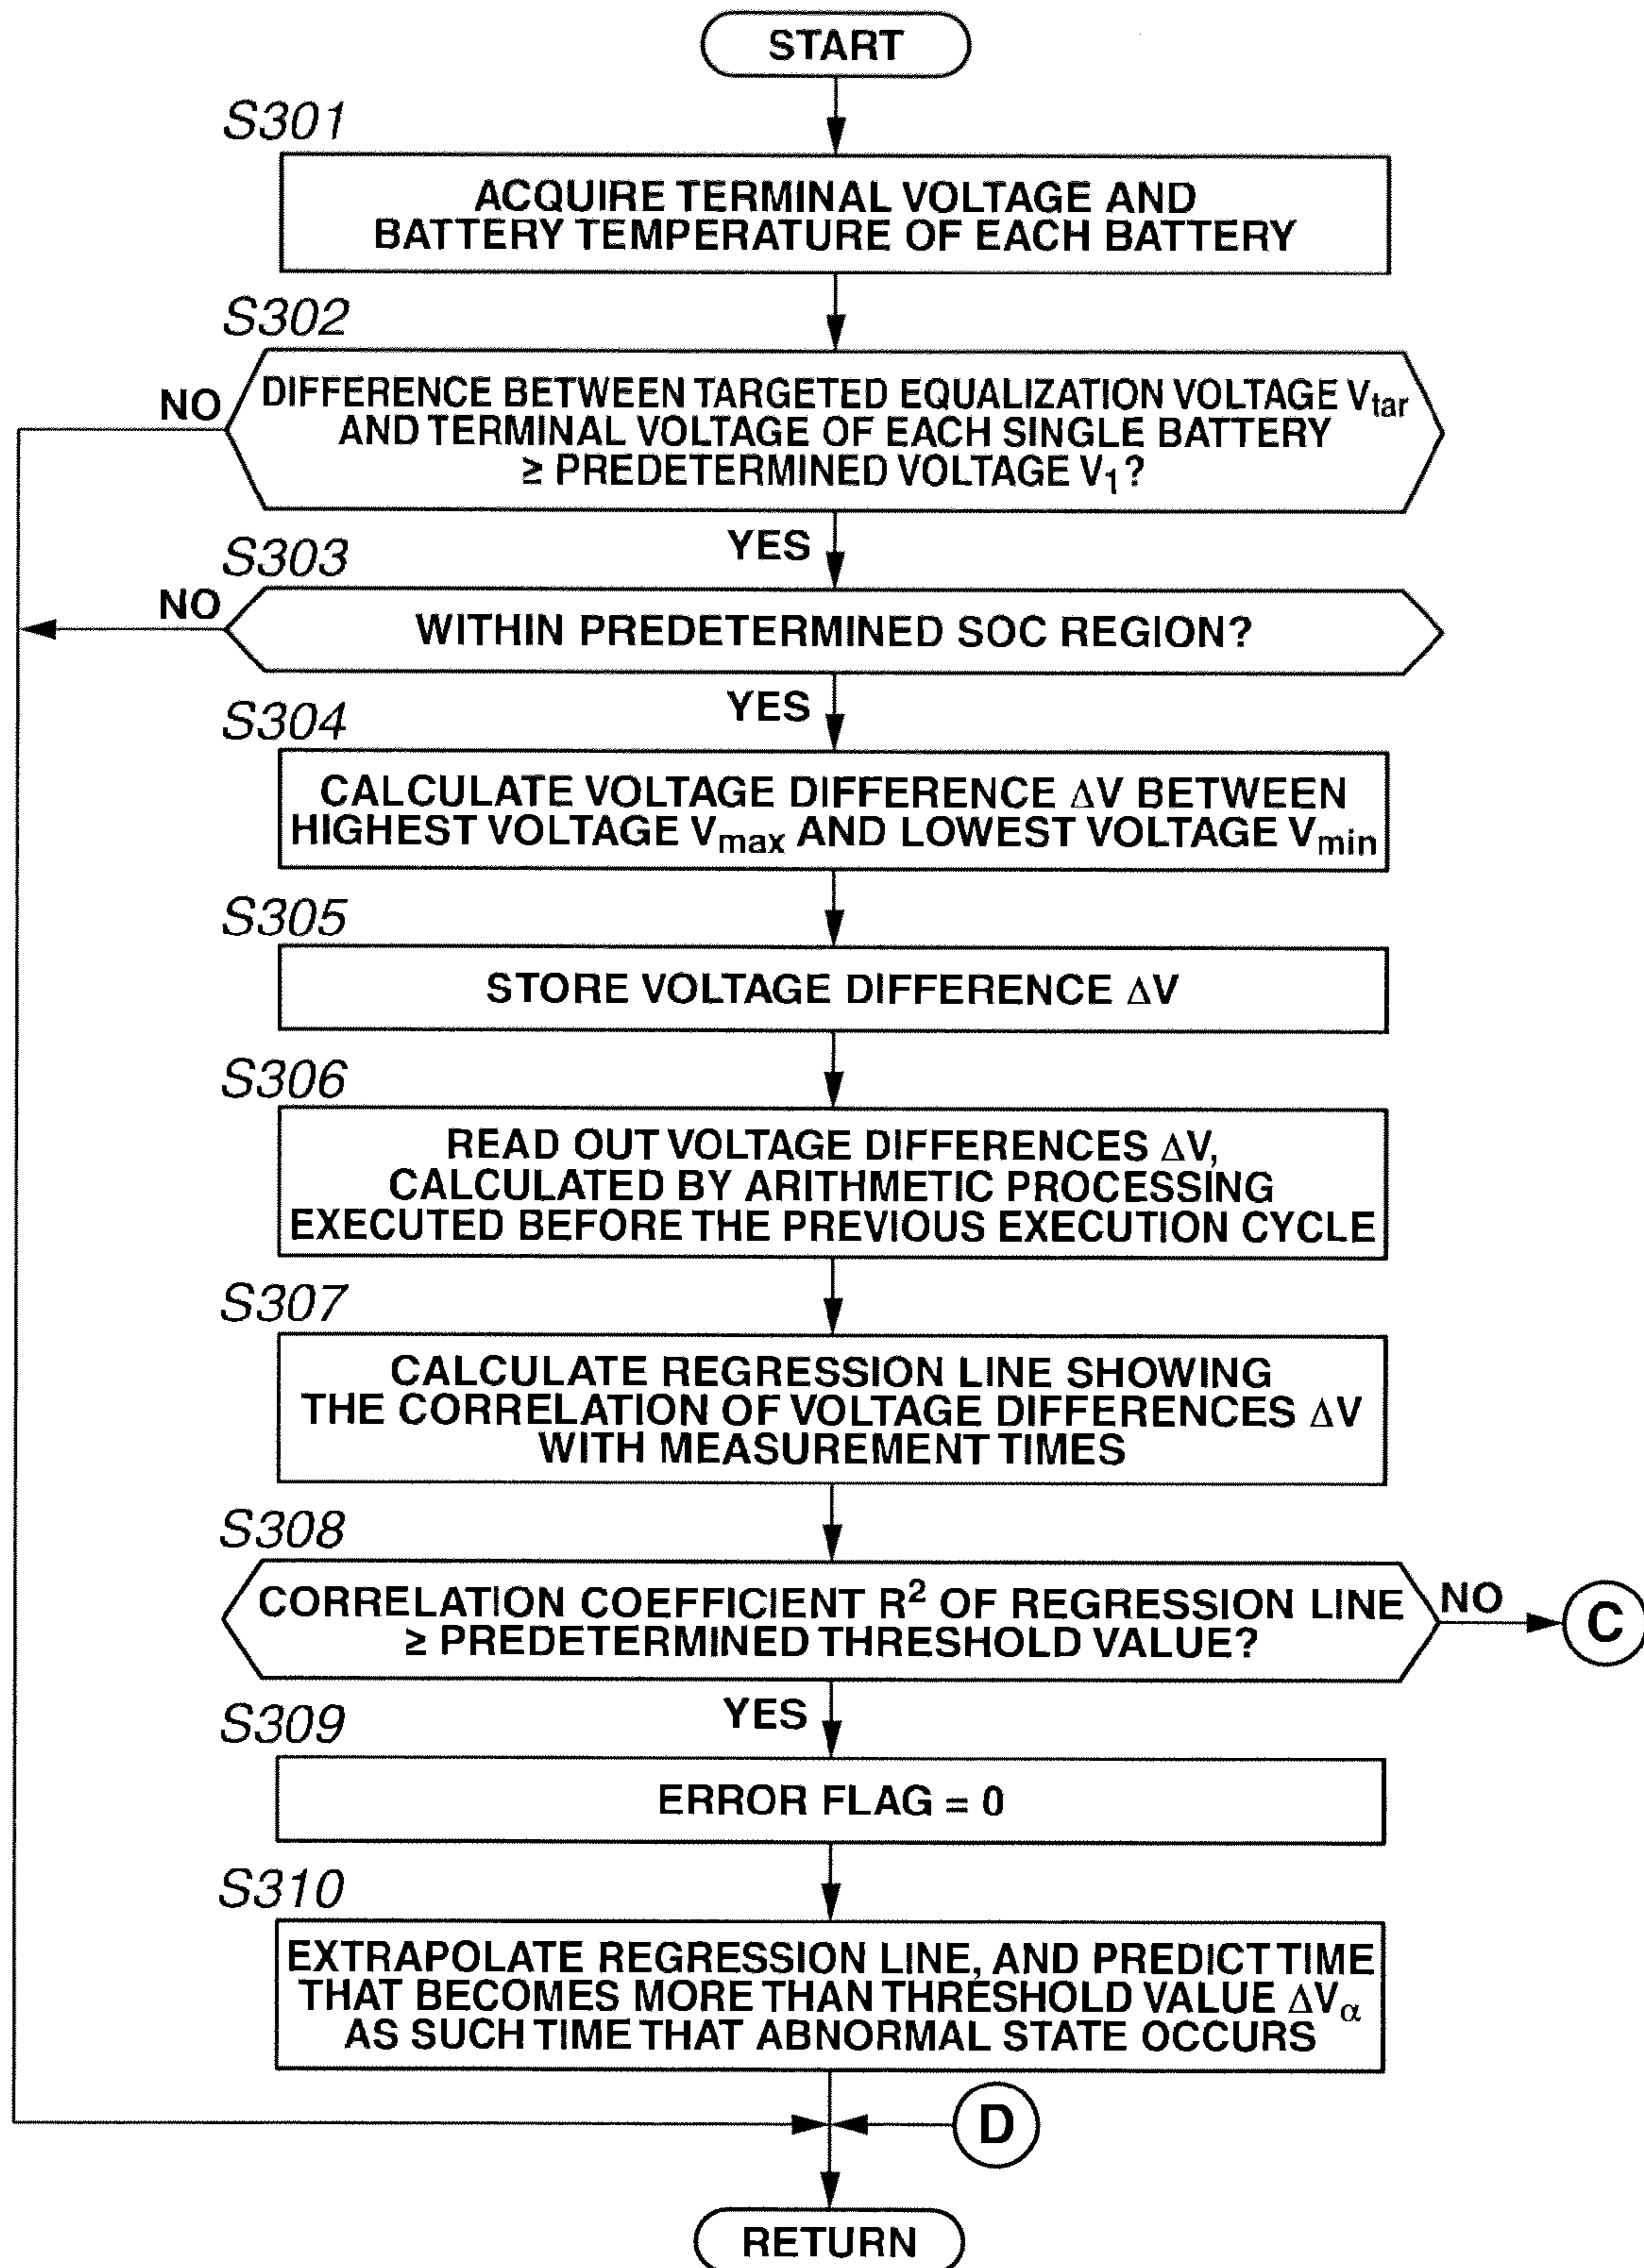 START
S301
ACQUIRE TERMINAL VOLTAGE AND
BATTERY TEMPERATURE OF EACH BATTERY
S302
NO
DIFFERENCE BETWEEN TARGETED EQUALIZATION VOLTAGE Vtar
AND TERMINAL VOLTAGE OF EACH SINGLE BATTERY
≥ PREDETERMINED VOLTAGE V1?
YES
S303
NO
WITHIN PREDETERMINED SOC REGION?
YES
S304
CALCULATE VOLTAGE DIFFERENCE ΔV BETWEEN
HIGHEST VOLTAGE Vmax AND LOWEST VOLTAGE Vmin
S305
STORE VOLTAGE DIFFERENCE ΔV
S306
READ OUT VOLTAGE DIFFERENCES ΔV,
CALCULATED BY ARITHMETIC PROCESSING
EXECUTED BEFORE THE PREVIOUS EXECUTION CYCLE
S307
CALCULATE REGRESSION LINE SHOWING
THE CORRELATION OF VOLTAGE DIFFERENCES ΔV
WITH MEASUREMENT TIMES
S308
CORRELATION COEFFICIENT R² OF REGRESSION LINE
≥ PREDETERMINED THRESHOLD VALUE?
NO
C
YES
S309
ERROR FLAG = 0
S310
EXTRAPOLATE REGRESSION LINE, AND PREDICT TIME
THAT BECOMES MORE THAN THRESHOLD VALUE ΔVα
AS SUCH TIME THAT ABNORMAL STATE OCCURS
D
RETURN